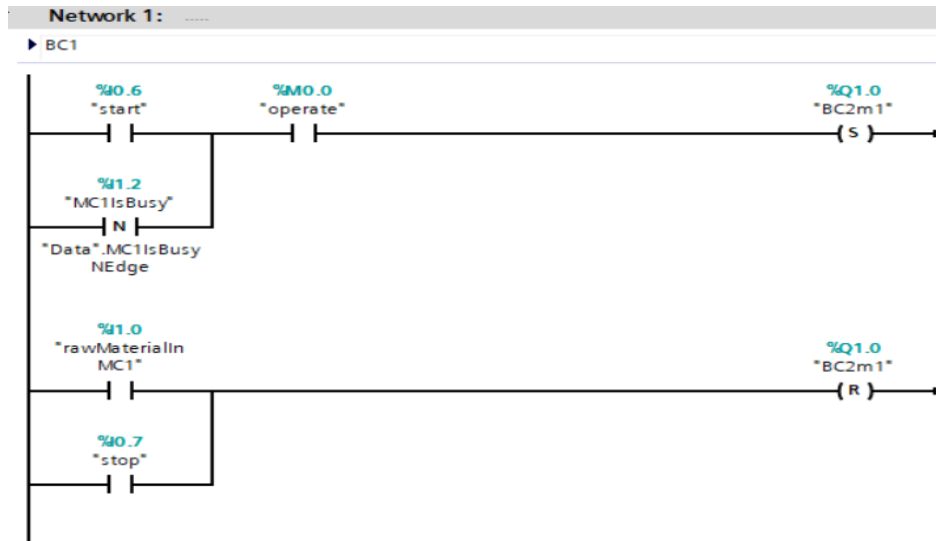 Network 1: .....
BC1
%I0.6
"start"
%M0.0
"operate"
%Q1.0
"BC2m1"
S
%I1.2
"MC1IsBusy"
N
"Data".MC1IsBusy
NEdge
%I1.0
"rawMaterialIn
MC1"
%Q1.0
"BC2m1"
R
%I0.7
"stop"